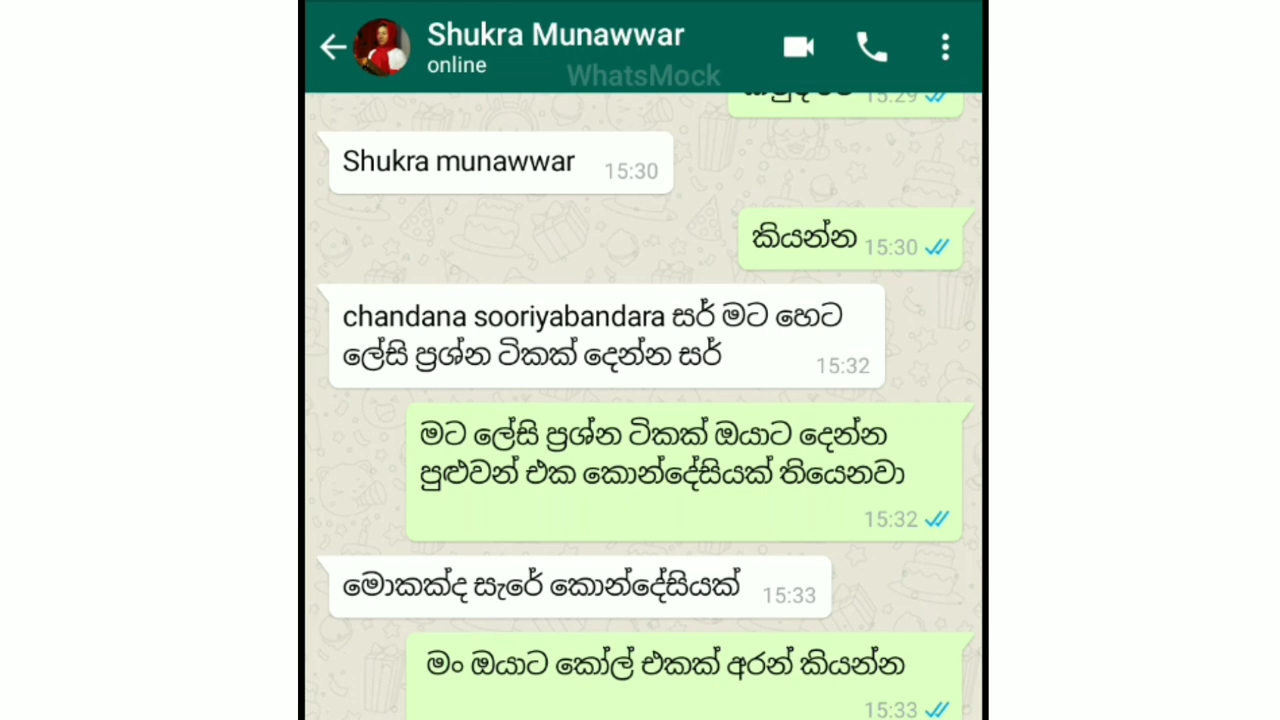 Shukra Munawwar
online
WhatsMock
15:29
Shukra munawwar 15:30
කියන්න 15:30
chandana sooriyabandara සර් මට හෙට
ලේසි ප්‍රශ්න ටිකක් දෙන්න සර් 15:32
මට ලේසි ප්‍රශ්න ටිකක් ඔයාට දෙන්න
පුළුවන් එක කොන්දේසියක් තියෙනවා
15:32
මොකක්ද සැරේ කොන්දේසියක් 15:33
මං ඔයාට කෝල් එකක් අරන් කියන්න
15:33